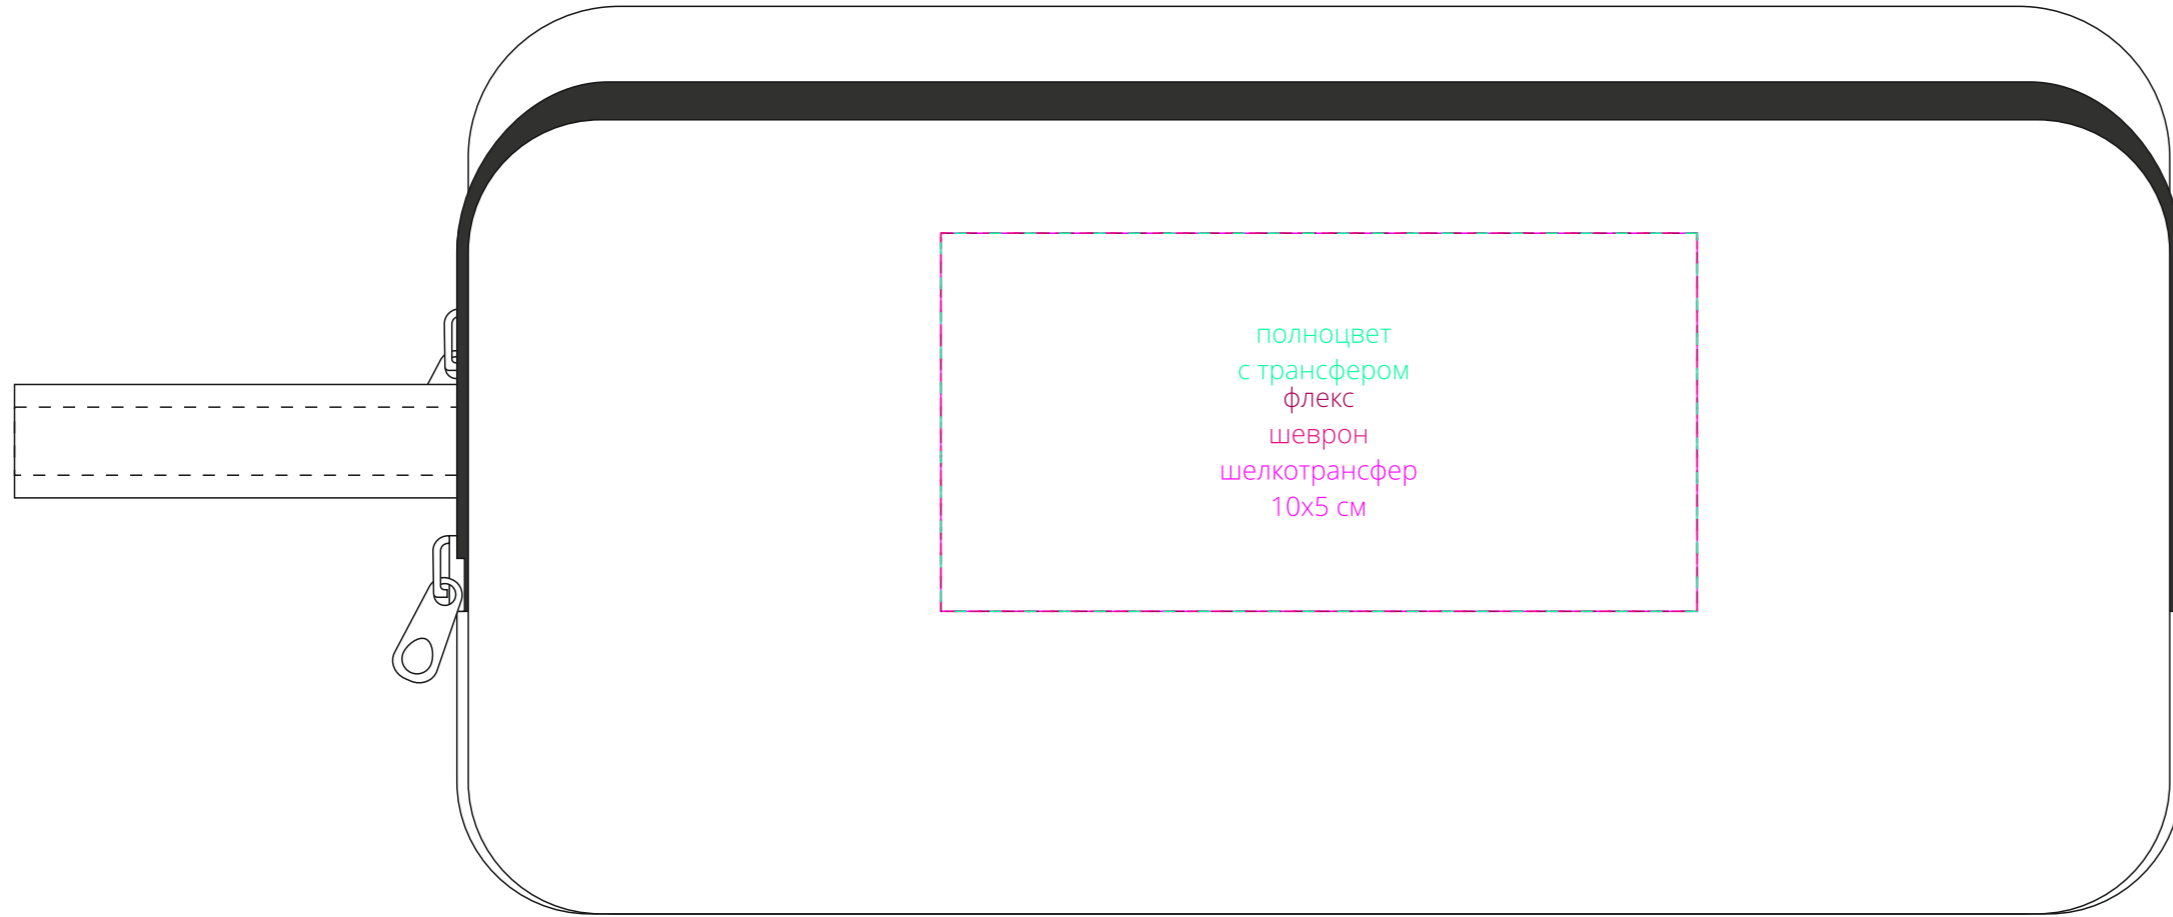 полноцвет
с трансфером
флекс
шеврон
шелкотрансфер
10х5 см